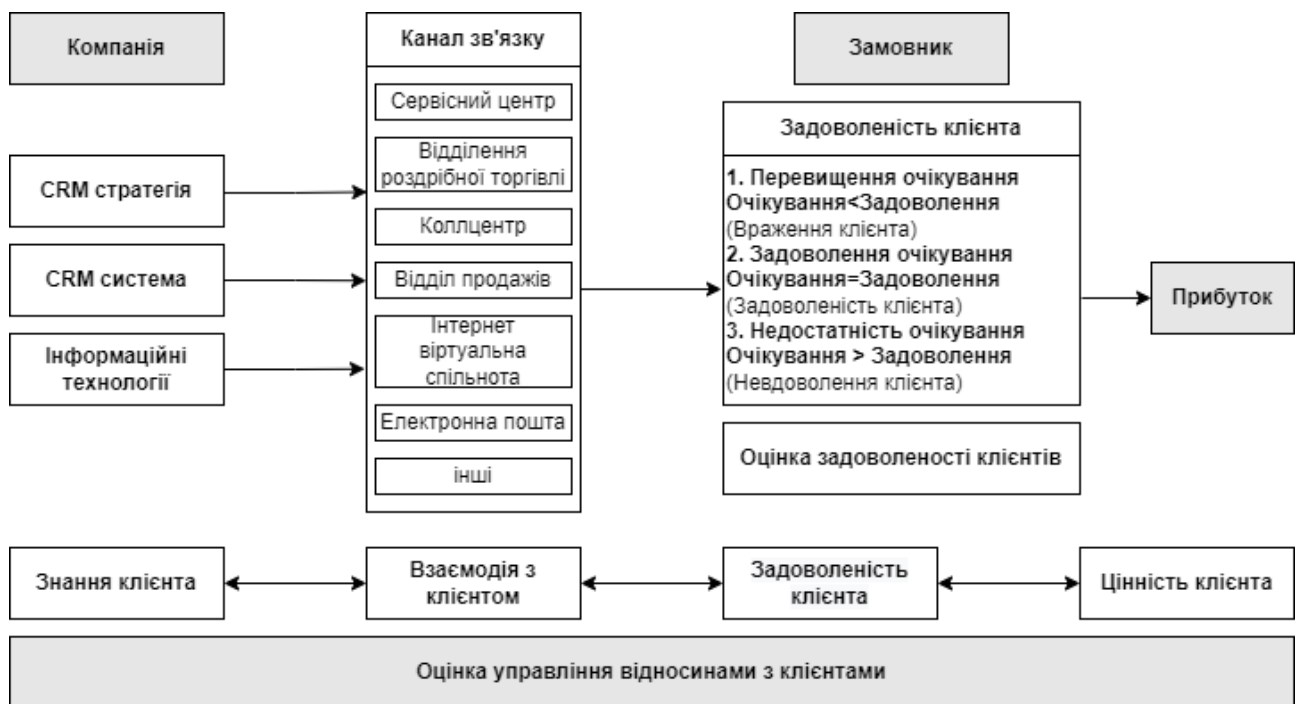 Компанія
Канал зв'язку
Замовник
Сервісний центр
Відділення
роздрібної торгівлі
Коллцентр
Відділ продажів
Інтернет
віртуальна
спільнота
Електронна пошта
інші
CRM стратегія
CRM система
Інформаційні
технології
Задоволеність клієнта
1. Перевищення очікування
Очікування<Задоволення
(Враження клієнта)
2. Задоволення очікування
Очікування=Задоволення
(Задоволеність клієнта)
3. Недостатність очікування
Очікування > Задоволення
(Невдоволення клієнта)
Оцінка задоволеності клієнтів
Прибуток
Знання клієнта
Взаємодія з
клієнтом
Задоволеність
клієнта
Цінність клієнта
Оцінка управління відносинами з клієнтами